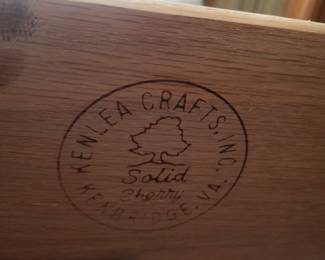 KENLEA CRAFTS, INC.
Solid
Cherry
KENBRIDGE, VA.